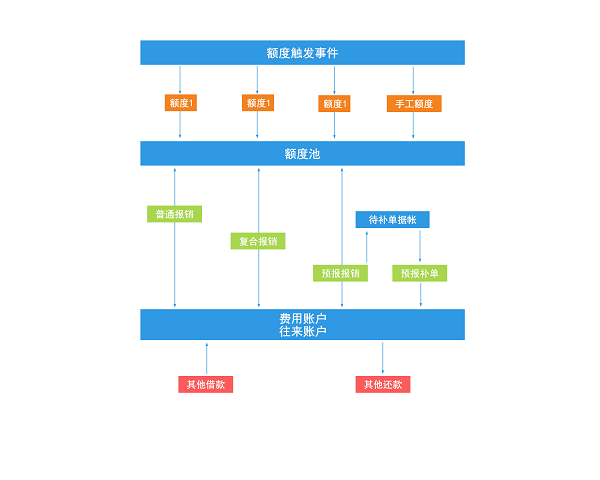 额度触发事件
额度1
额度1
额度1
手工额度
额度池
普通报销
待补单据帐
复合报销
预报报销
预报补单
费用账户
往来账户
其他借款
其他还款